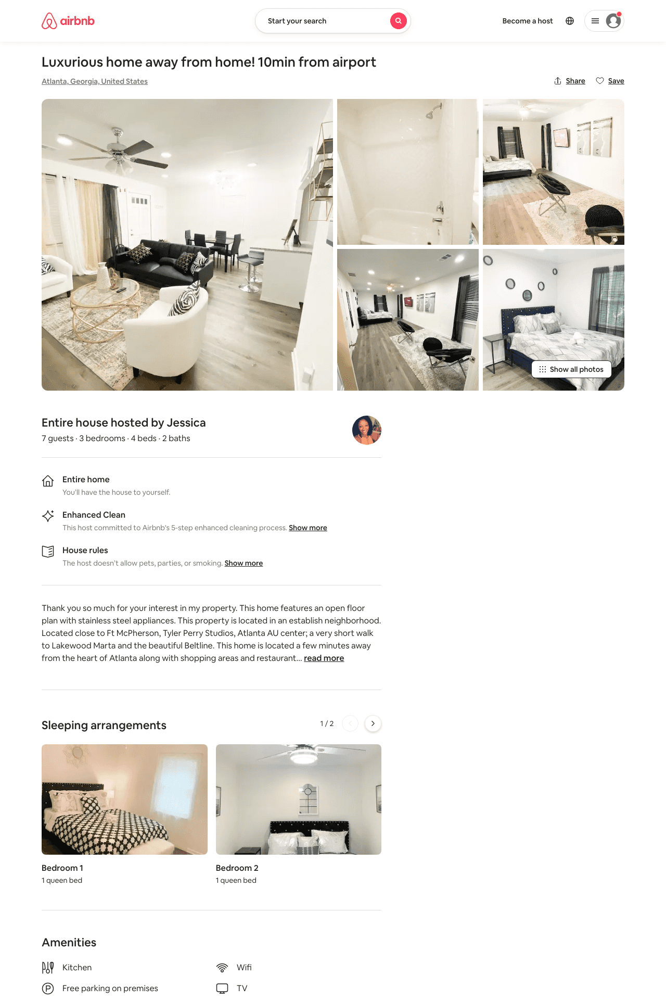 airbnb
Start your search
Become a host
Luxurious home away from home! 10min from airport
Atlanta, Georgia, United States
Share
Save
Show all photos
Entire house hosted by Jessica
7 guests · 3 bedrooms · 4 beds · 2 baths
Entire home
You’ll have the house to yourself.
Enhanced Clean
This host committed to Airbnb's 5-step enhanced cleaning process. Show more
House rules
The host doesn’t allow pets, parties, or smoking. Show more
Thank you so much for your interest in my property. This home features an open floor
plan with stainless steel appliances. This property is located in an establish neighborhood.
Located close to Ft McPherson, Tyler Perry Studios, Atlanta AU center; a very short walk
to Lakewood Marta and the beautiful Beltline. This home is located a few minutes away
from the heart of Atlanta along with shopping areas and restaurant... read more
Sleeping arrangements
1 / 2
Bedroom 1
1 queen bed
Bedroom 2
1 queen bed
Amenities
Kitchen
Wifi
Free parking on premises
TV